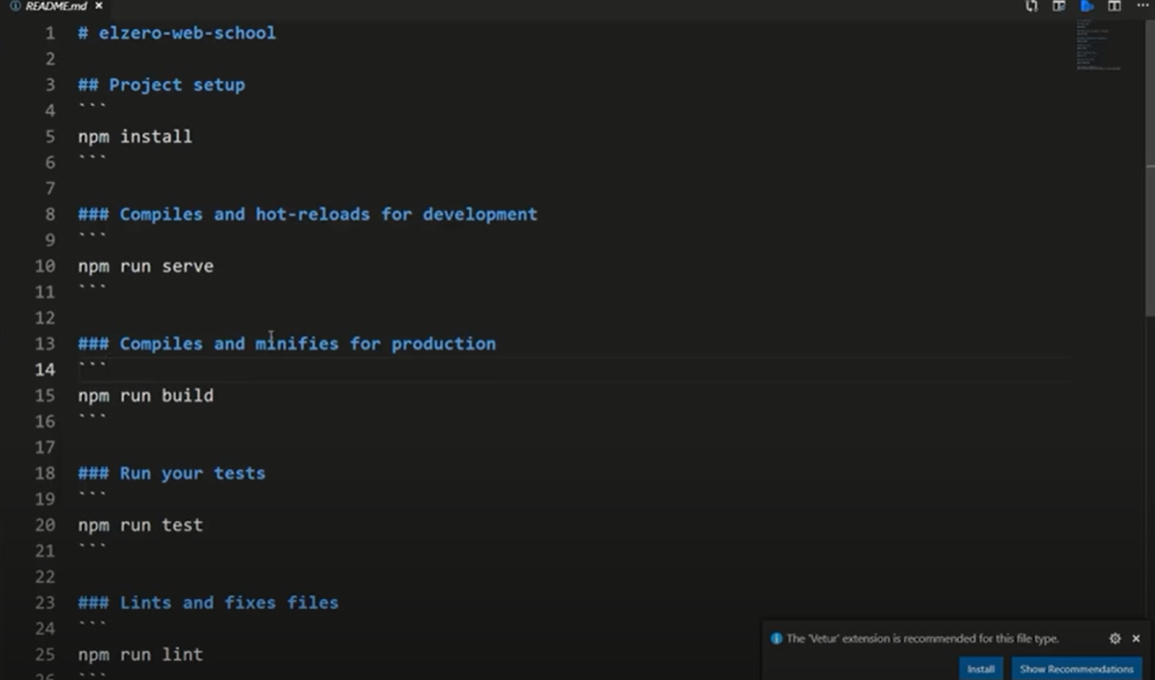 README.md ×
1 # elzero-web-school
2
3 ## Project setup
4 ```
5 npm install
6 ```
7
8 ### Compiles and hot-reloads for development
9 ```
10 npm run serve
11 ```
12
13 ### Compiles and minifies for production
14 ```
15 npm run build
16 ```
17
18 ### Run your tests
19 ```
20 npm run test
21 ```
22
23 ### Lints and fixes files
24 ```
25 npm run lint
26 ```
The 'Vetur' extension is recommended for this file type.
Install Show Recommendations